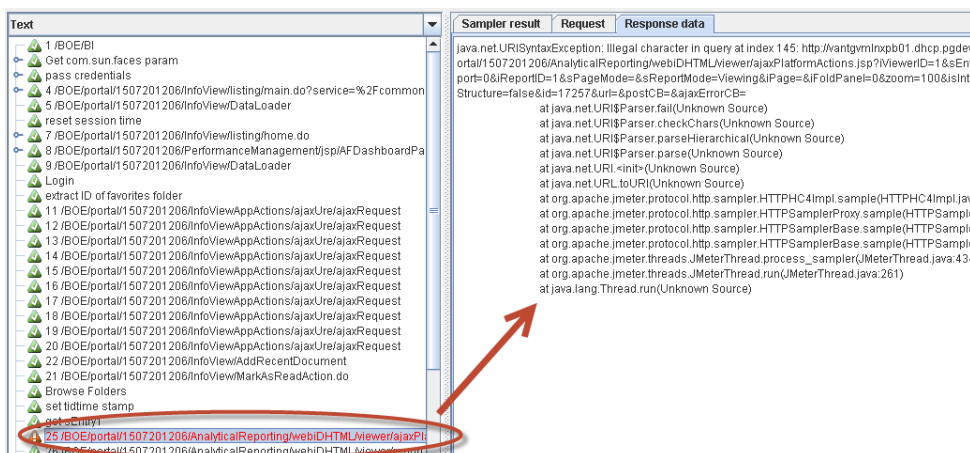 Text
1 /BOE/BI
Get com.sun.faces param
pass credentials
4 /BOE/portal/1507201206/InfoView/listing/main.do?service=%2Fcommon
5 /BOE/portal/1507201206/InfoView/DataLoader
reset session time
7 /BOE/portal/1507201206/InfoView/listing/home.do
8 /BOE/portal/1507201206/PerformanceManagement/jsp/AFDashboardPa
9 /BOE/portal/1507201206/InfoView/DataLoader
Login
extract ID of favorites folder
11 /BOE/portal/1507201206/InfoViewAppActions/ajaxUre/ajaxRequest
12 /BOE/portal/1507201206/InfoViewAppActions/ajaxUre/ajaxRequest
13 /BOE/portal/1507201206/InfoViewAppActions/ajaxUre/ajaxRequest
14 /BOE/portal/1507201206/InfoViewAppActions/ajaxUre/ajaxRequest
15 /BOE/portal/1507201206/InfoViewAppActions/ajaxUre/ajaxRequest
16 /BOE/portal/1507201206/InfoViewAppActions/ajaxUre/ajaxRequest
17 /BOE/portal/1507201206/InfoViewAppActions/ajaxUre/ajaxRequest
18 /BOE/portal/1507201206/InfoViewAppActions/ajaxUre/ajaxRequest
19 /BOE/portal/1507201206/InfoViewAppActions/ajaxUre/ajaxRequest
20 /BOE/portal/1507201206/InfoViewAppActions/ajaxUre/ajaxRequest
22 /BOE/portal/1507201206/InfoView/AddRecentDocument
21 /BOE/portal/1507201206/InfoView/MarkAsReadAction.do
Browse Folders
set tidtime stamp
get sEntry1
25 /BOE/portal/1507201206/AnalyticalReporting/webiDHTML/viewer/ajaxPl
26 /BOE/portal/1507201206/AnalyticalReporting/webiDHTML/viewer/
Sampler result Request Response data
java.net.URISyntaxException: Illegal character in query at index 145: http://vantgvmlnxpb01.dhcp.pgdev
ortal/1507201206/AnalyticalReporting/webiDHTML/viewer/ajaxPlatformActions.jsp?iViewerID=1&sEn
port=0&iReportID=1&sPageMode=&sReportMode=Viewing&iPage=&iFoldPanel=0&zoom=100&isInt
Structure=false&id=17257&url=&postCB=&ajaxErrorCB=
at java.net.URI$Parser.fail(Unknown Source)
at java.net.URI$Parser.checkChars(Unknown Source)
at java.net.URI$Parser.parseHierarchical(Unknown Source)
at java.net.URI$Parser.parse(Unknown Source)
at java.net.URI.<init>(Unknown Source)
at java.net.URL.toURI(Unknown Source)
at org.apache.jmeter.protocol.http.sampler.HTTPHC4Impl.sample(HTTPHC4Impl.jav
at org.apache.jmeter.protocol.http.sampler.HTTPSamplerProxy.sample(HTTPSample
at org.apache.jmeter.protocol.http.sampler.HTTPSamplerBase.sample(HTTPSample
at org.apache.jmeter.protocol.http.sampler.HTTPSamplerBase.sample(HTTPSample
at org.apache.jmeter.threads.JMeterThread.process_sampler(JMeterThread.java:434
at org.apache.jmeter.threads.JMeterThread.run(JMeterThread.java:261)
at java.lang.Thread.run(Unknown Source)